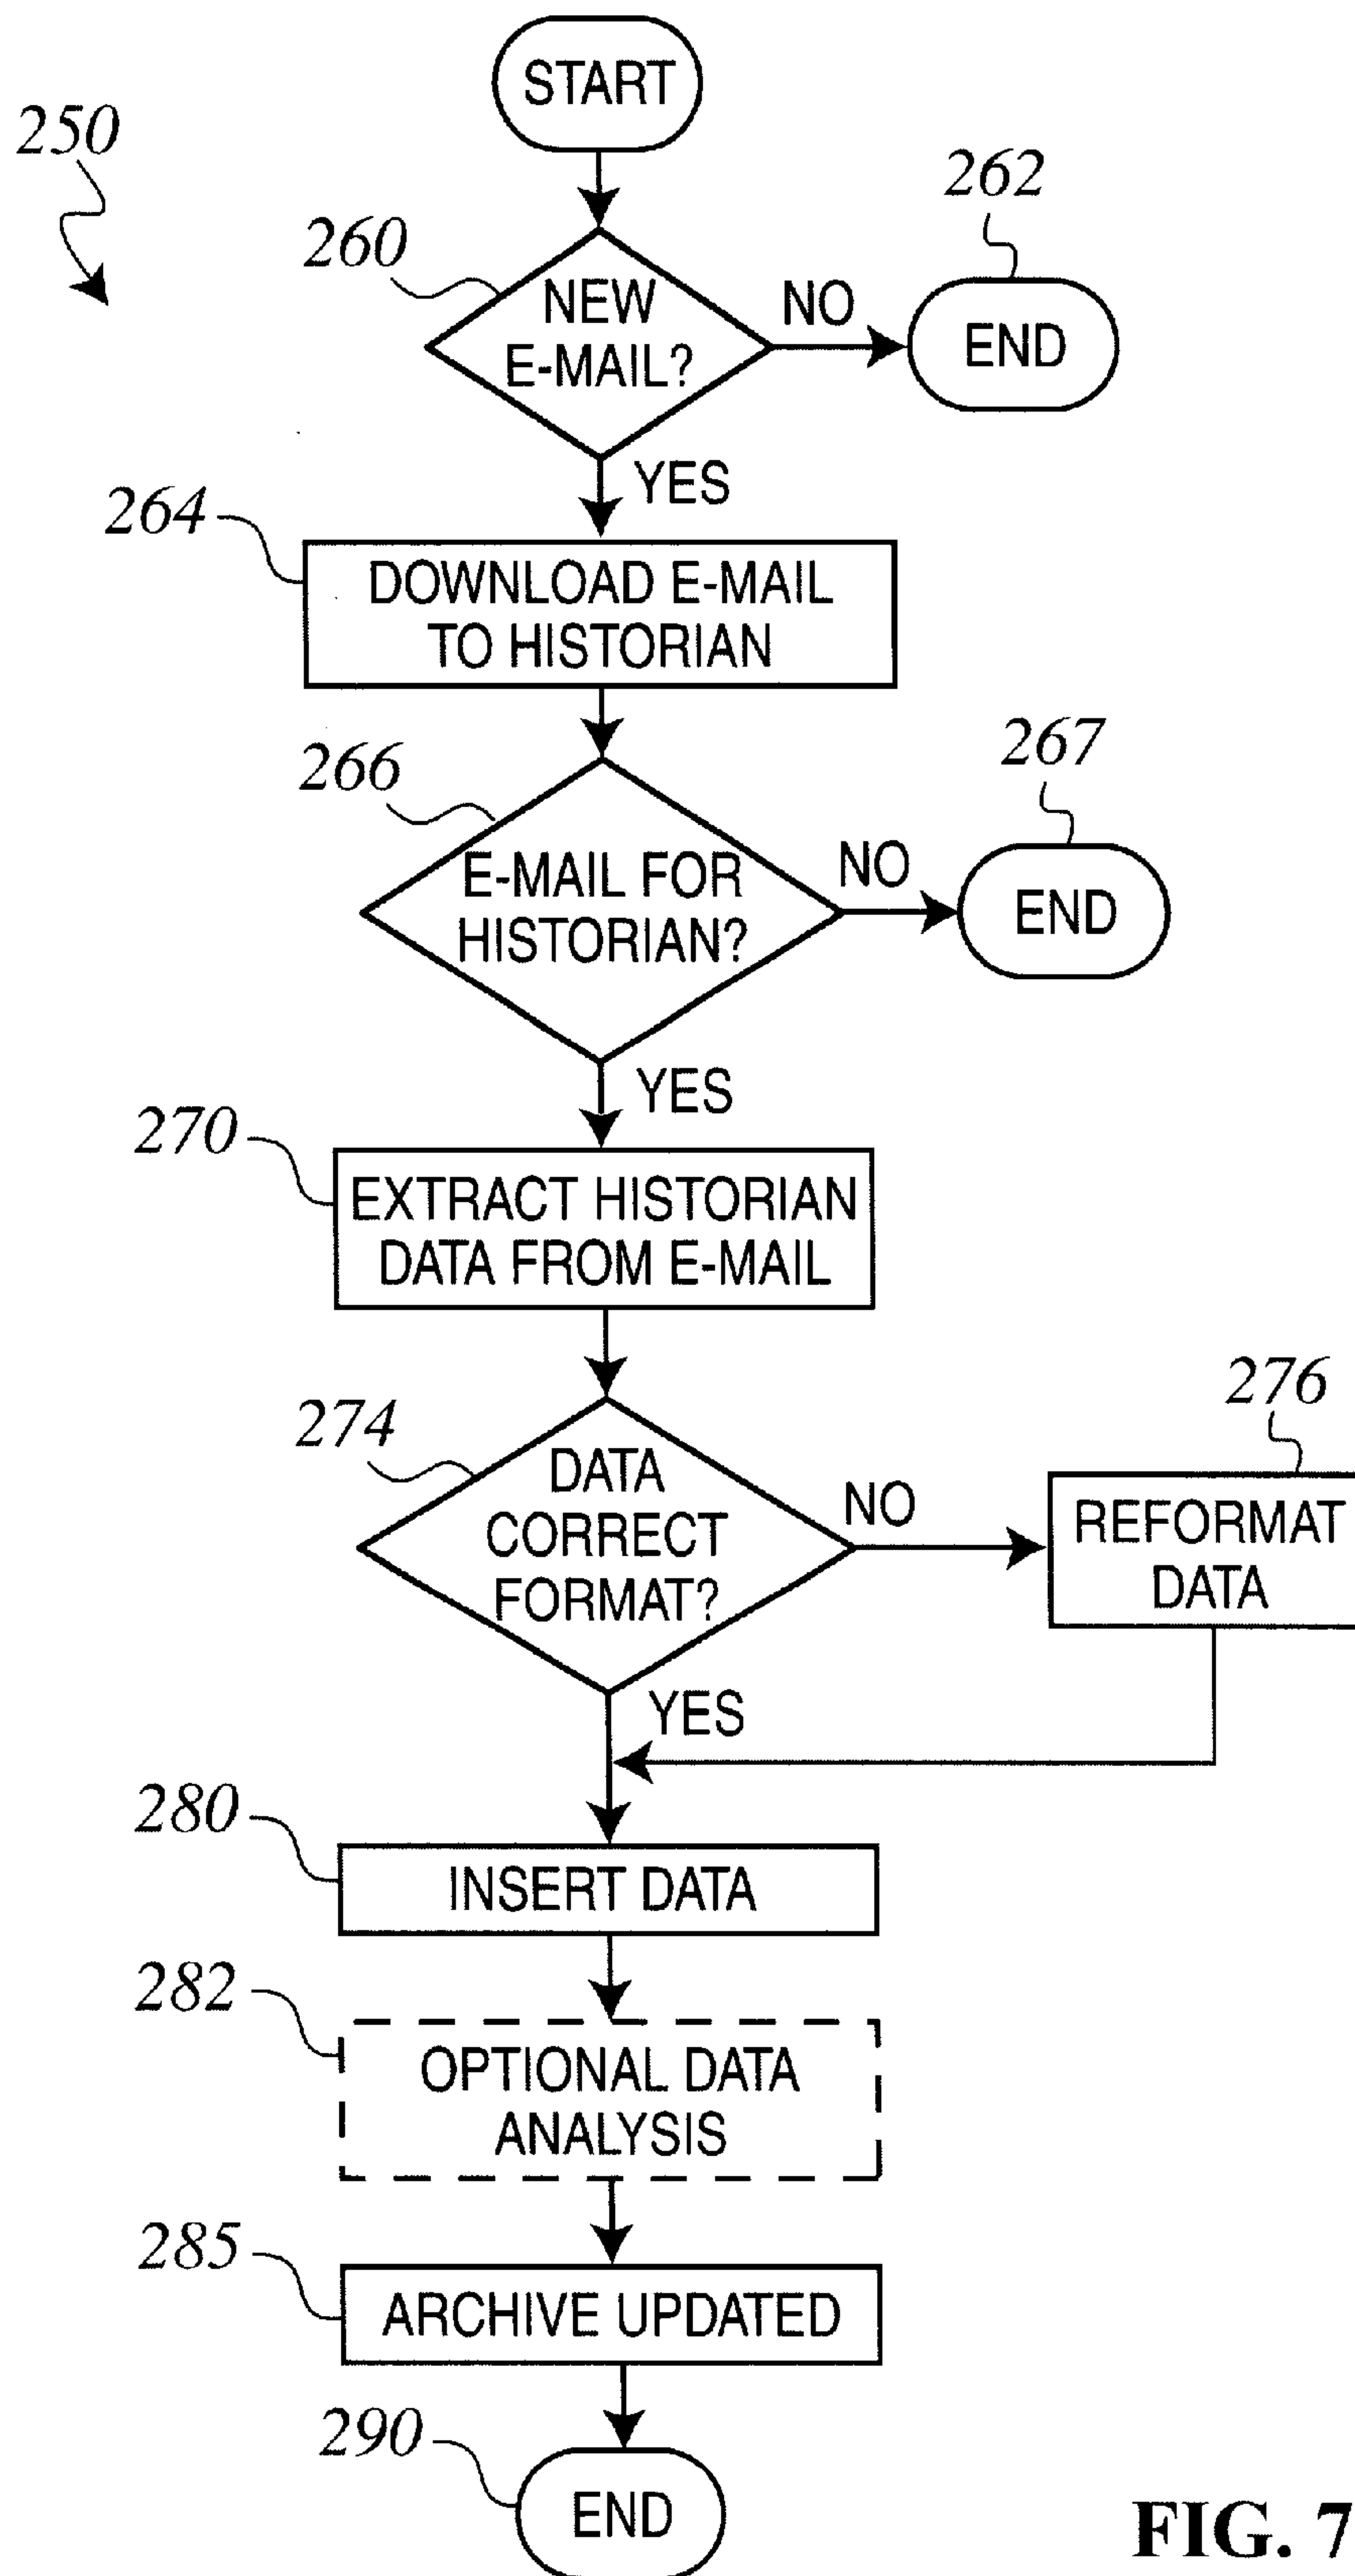 START
250
262
260
NEW
E-MAIL?
NO
END
YES
264
DOWNLOAD E-MAIL
TO HISTORIAN
267
266
E-MAIL FOR
HISTORIAN?
NO
END
YES
270
EXTRACT HISTORIAN
DATA FROM E-MAIL
276
274
DATA
CORRECT
FORMAT?
NO
REFORMAT
DATA
YES
280
INSERT DATA
282
OPTIONAL DATA
ANALYSIS
285
ARCHIVE UPDATED
290
END
FIG. 7